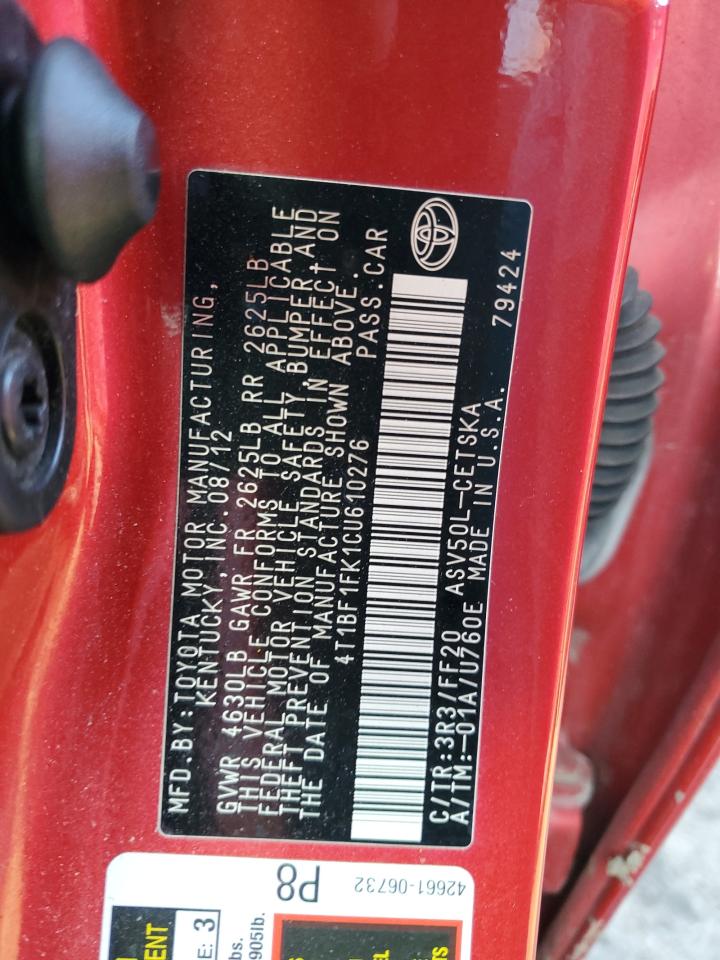 MFD.BY:TOYOTA MOTOR MANUFACTURING,
KENTUCKY, INC.08/12
GVWR 4630LB GAWR FR 2625LB RR 2625LB
THIS VEHICLE CONFORMS TO ALL APPLICABLE
FEDERAL MOTOR VEHICLE SAFETY, BUMPER, AND
THEFT PREVENTION STANDARDS IN EFFECT ON
THE DATE OF MANUFACTURE SHOWN ABOVE.
4T1BF1FK1CU610276 PASS.CAR
C/TR:3R3/FF20 ASV50L-CETSKA
A/TM:-01A/U760E MADE IN U.S.A. 79424
P8
42661-06732
3
905lb.